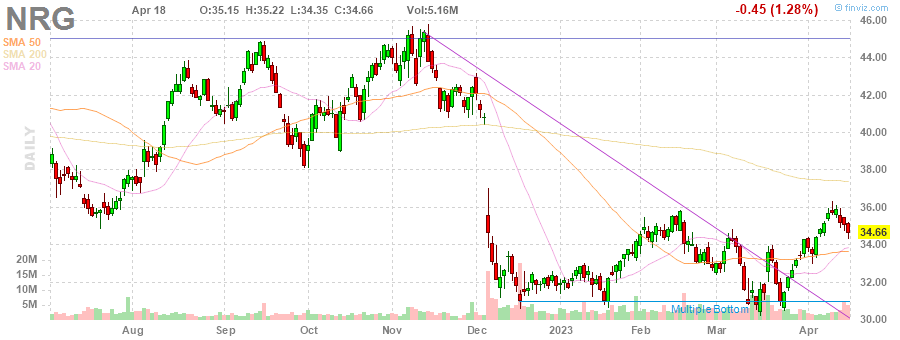 NRG Apr 18 O:35.15 H:35.22 L:34.35 C:34.66 Vol:5.16M -0.45 (1.28%)
© finviz.com
SMA 50
SMA 200
SMA 20
DAILY
46.00
44.00
42.00
40.00
38.00
36.00
34.66
34.00
32.00
30.00
20M
15M
10M
5M
Multiple Bottom
Aug Sep Oct Nov Dec 2023 Feb Mar Apr